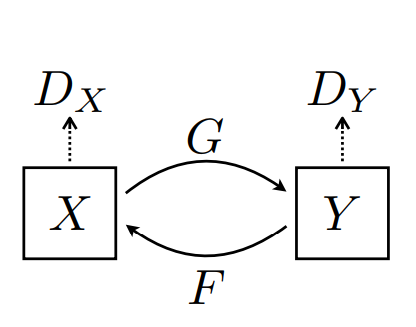 D_X D_Y
G
X Y
F